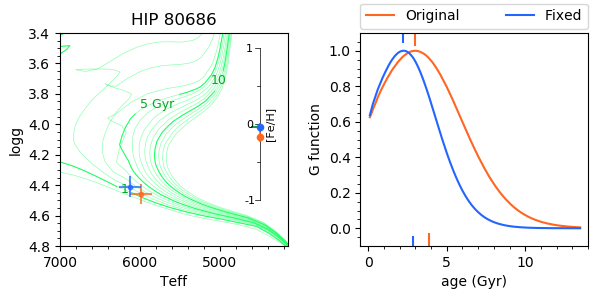 HIP 80686
Original Fixed
3.4
3.6
3.8
4.0
4.2
4.4
4.6
4.8
logg
7000 6000 5000
Teff
5 Gyr
10
1
1
0
-1
[Fe/H]
1.0
0.8
0.6
0.4
0.2
0.0
G function
0 5 10
age (Gyr)